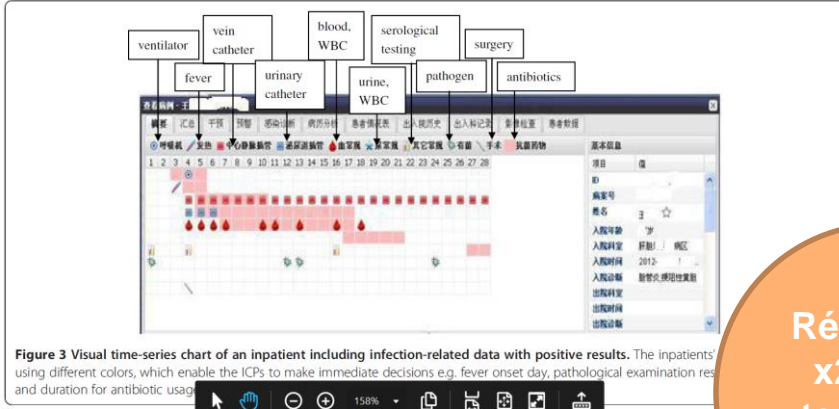 ventilator
vein
catheter
blood,
WBC
serological
testing
surgery
fever
urinary
catheter
urine,
WBC
pathogen
antibiotics
查看病例 - 王
摘要 汇总 干预 预警 感染诊断 病历分析 患者情况表 出入院历史 出入科记录 影像检查 患者数据
呼吸机 发热 中心静脉插管 泌尿道插管 血常规 尿常规 其它常规 有菌 手术 抗菌药物
1 2 3 4 5 6 7 8 9 10 11 12 13 14 15 16 17 18 19 20 21 22 23 24 25 26 27 28
基本信息
项目 值
ID
病案号
姓名
入院年龄 岁
入院科室 病区
入院时间 2012-
入院诊断
出院科室
出院时间
出院诊断
Figure 3 Visual time-series chart of an inpatient including infection-related data with positive results. The inpatients'
using different colors, which enable the ICPs to make immediate decisions e.g. fever onset day, pathological examination res
and duration for antibiotic usag
158%
Ré
x2